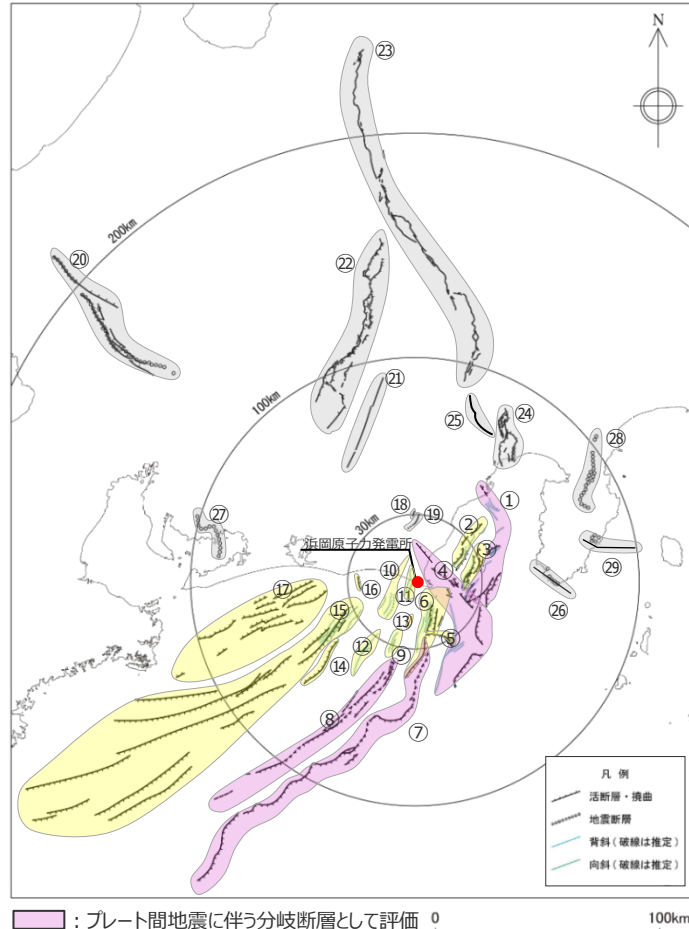 N
㉓
200km
⑳
㉒
㉑
100km
㉕
㉔
㉘
①
㉗
⑱
30km
⑲
②
浜岡原子力発電所
③
㉙
④
⑩
⑰
⑯
⑪
⑥
㉖
⑮
⑬
⑤
⑫
⑭
⑨
⑧
⑦
凡 例
活断層・撓曲
地震断層
背斜(破線は推定)
向斜(破線は推定)
:プレート間地震に伴う分岐断層として評価
0 100km